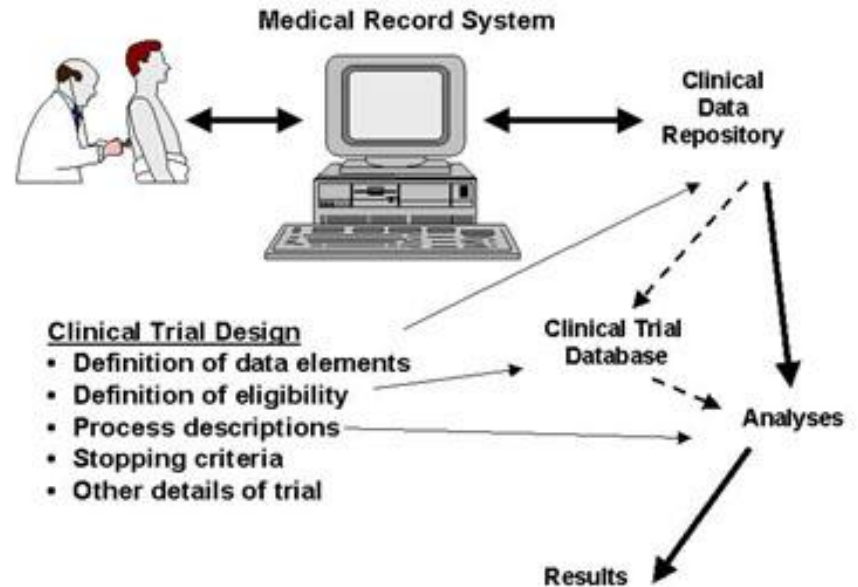 Medical Record System
Clinical
Data
Repository
Clinical Trial Design
• Definition of data elements
• Definition of eligibility
• Process descriptions
• Stopping criteria
• Other details of trial
Clinical Trial
Database
Analyses
Results